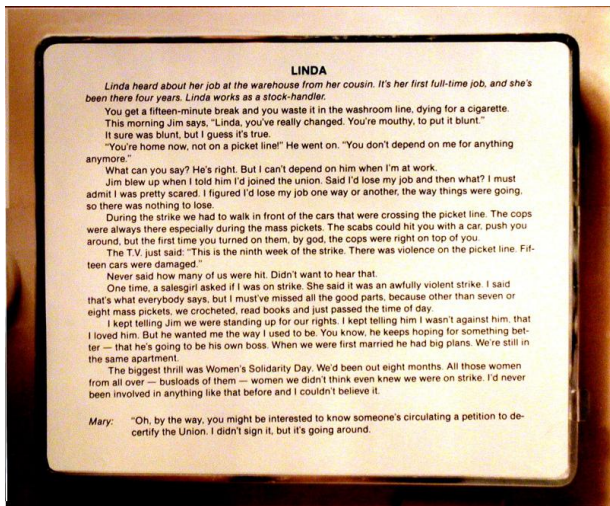 LINDA
Linda heard about her job at the warehouse from her cousin. It's her first full-time job, and she's
been there four years. Linda works as a stock-handler.
You get a fifteen-minute break and you waste it in the washroom line, dying for a cigarette.
This morning Jim says, "Linda, you've really changed. You're mouthy, to put it blunt."
It sure was blunt, but I guess it's true.
"You're home now, not on a picket line!" He went on. "You don't depend on me for anything
anymore."
What can you say? He's right. But I can't depend on him when I'm at work.
Jim blew up when I told him I'd joined the union. Said I'd lose my job and then what? I must
admit I was pretty scared. I figured I'd lose my job one way or another, the way things were going,
so there was nothing to lose.
During the strike we had to walk in front of the cars that were crossing the picket line. The cops
were always there especially during the mass pickets. The scabs could hit you with a car, push you
around, but the first time you turned on them, by god, the cops were right on top of you.
The T.V. just said: "This is the ninth week of the strike. There was violence on the picket line. Fif-
teen cars were damaged."
Never said how many of us were hit. Didn't want to hear that.
One time, a salesgirl asked if I was on strike. She said it was an awfully violent strike. I said
that's what everybody says, but I must've missed all the good parts, because other than seven or
eight mass pickets, we crocheted, read books and just passed the time of day.
I kept telling Jim we were standing up for our rights. I kept telling him I wasn't against him, that
I loved him. But he wanted me the way I used to be. You know, he keeps hoping for something bet-
ter — that he's going to be his own boss. When we were first married he had big plans. We're still in
the same apartment.
The biggest thrill was Women's Solidarity Day. We'd been out eight months. All those women
from all over — busloads of them — women we didn't think even knew we were on strike. I'd never
been involved in anything like that before and I couldn't believe it.
Mary: "Oh, by the way, you might be interested to know someone's circulating a petition to de-
certify the Union. I didn't sign it, but it's going around.